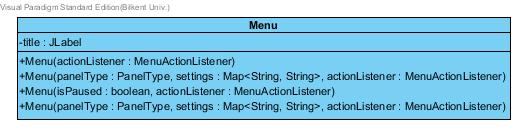 Visual Paradigm Standard Edition(Bilkent Univ.)
Menu
-title : JLabel
+Menu(actionListener : MenuActionListener)
+Menu(panelType : PanelType, settings : Map<String, String>, actionListener : MenuActionListener)
+Menu(isPaused : boolean, actionListener : MenuActionListener)
+Menu(panelType : PanelType, settings : Map<String, String>, actionListener : MenuActionListener)